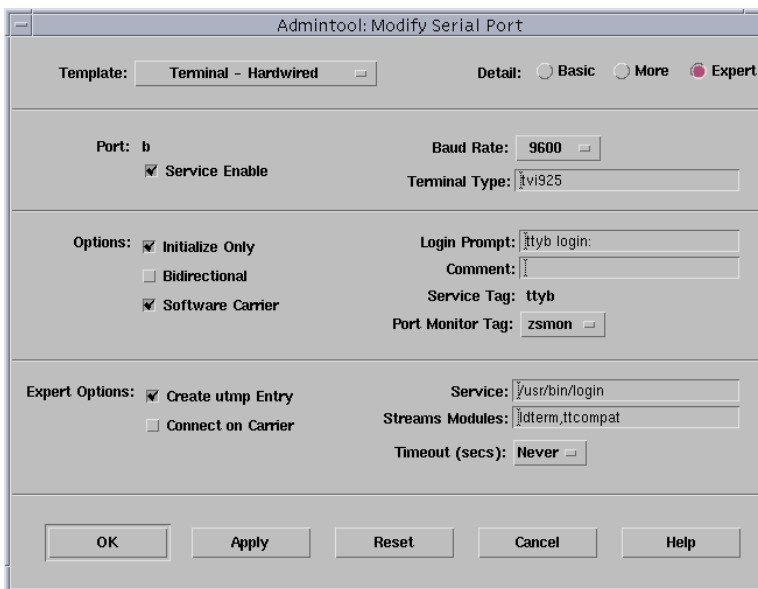 Admintool: Modify Serial Port
Template: Terminal - Hardwired Detail: Basic More Expert
Port: b Baud Rate: 9600
Service Enable Terminal Type: tvi925
Options: Initialize Only Login Prompt: ttyb login:
Bidirectional Comment:
Software Carrier Service Tag: ttyb
Port Monitor Tag: zsmon
Expert Options: Create utmp Entry Service: /usr/bin/login
Connect on Carrier Streams Modules: ldterm,ttcompat
Timeout (secs): Never
OK Apply Reset Cancel Help